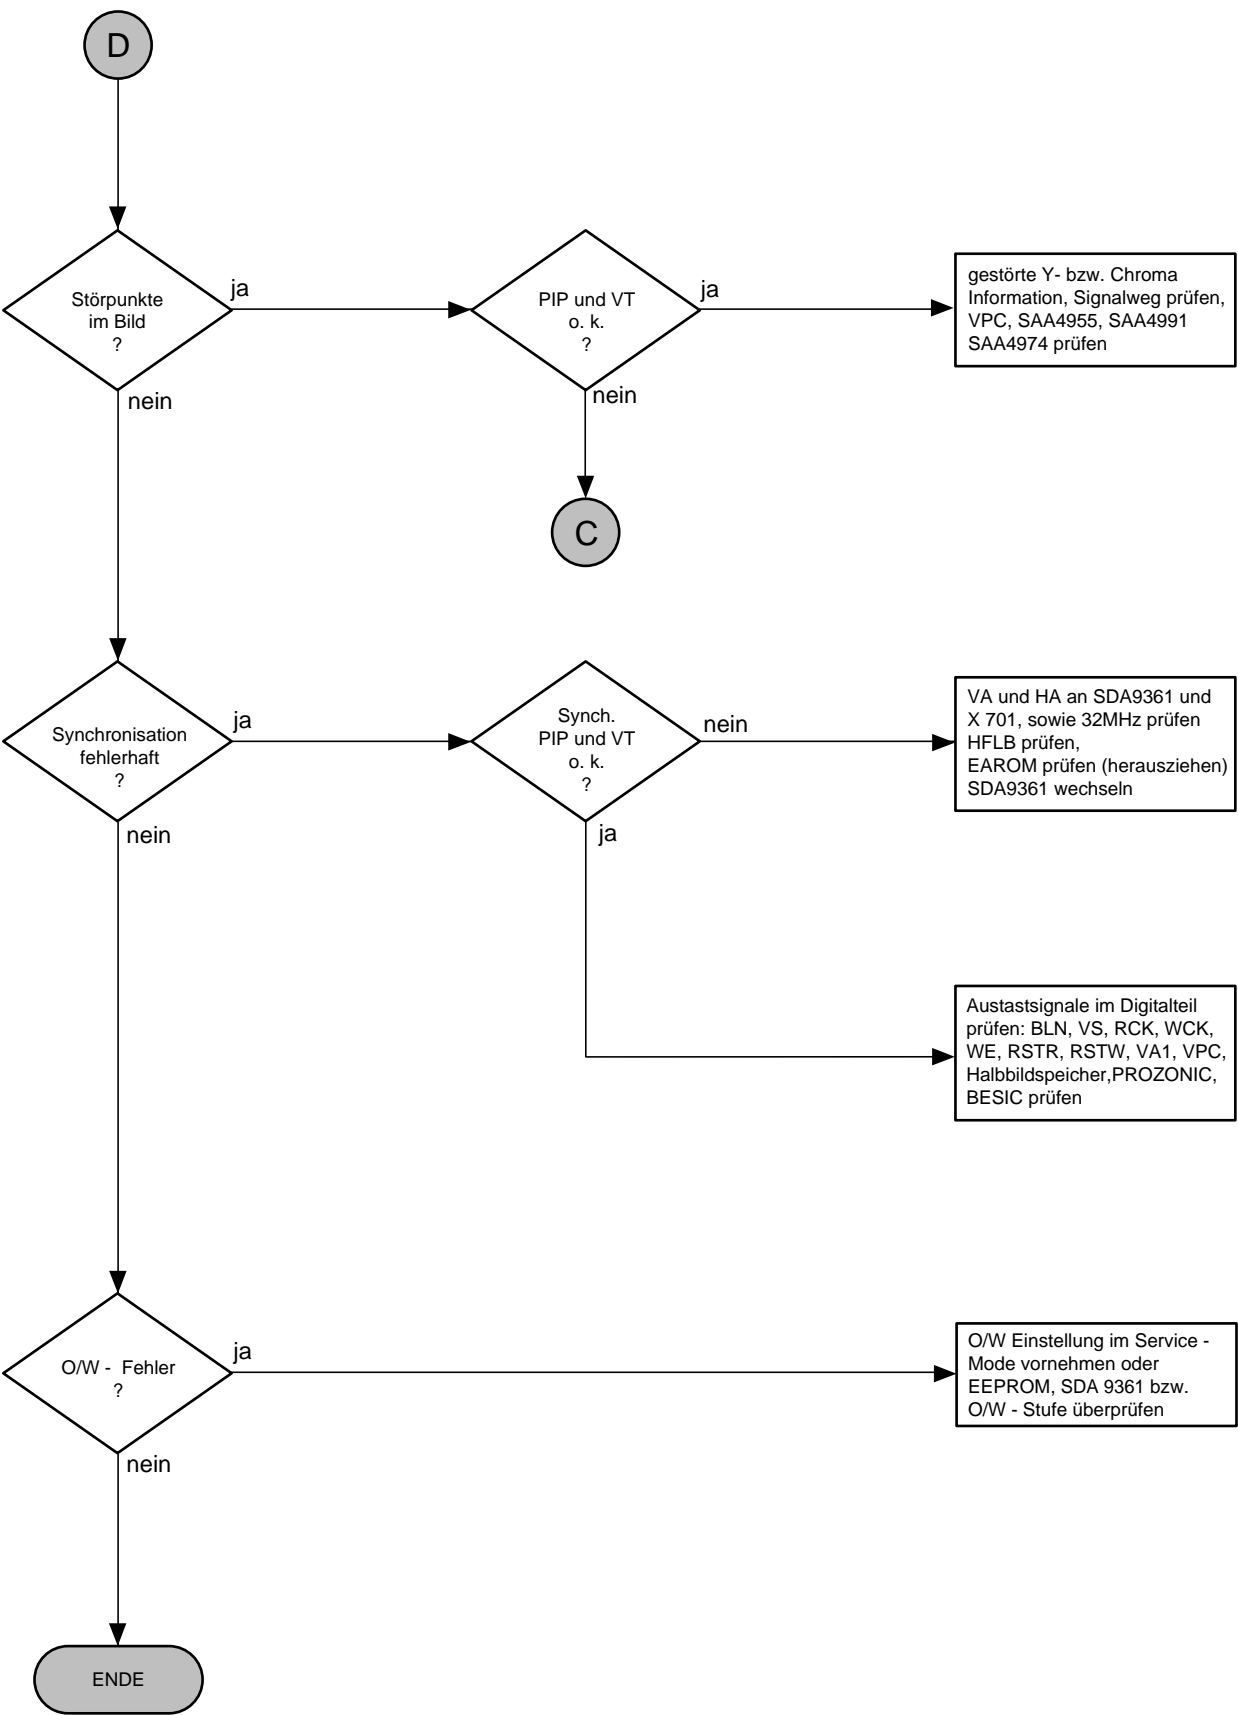 D
Störpunkte
im Bild
?
ja
nein
PIP und VT
o. k.
?
ja
nein
gestörte Y- bzw. Chroma
Information, Signalweg prüfen,
VPC, SAA4955, SAA4991
SAA4974 prüfen
C
Synchronisation
fehlerhaft
?
ja
nein
Synch.
PIP und VT
o. k.
?
nein
ja
VA und HA an SDA9361 und
X 701, sowie 32MHz prüfen
HFLB prüfen,
EAROM prüfen (herausziehen)
SDA9361 wechseln
Austastsignale im Digitalteil
prüfen: BLN, VS, RCK, WCK,
WE, RSTR, RSTW, VA1, VPC,
Halbbildspeicher,PROZONIC,
BESIC prüfen
O/W - Fehler
?
ja
nein
O/W Einstellung im Service -
Mode vornehmen oder
EEPROM, SDA 9361 bzw.
O/W - Stufe überprüfen
ENDE